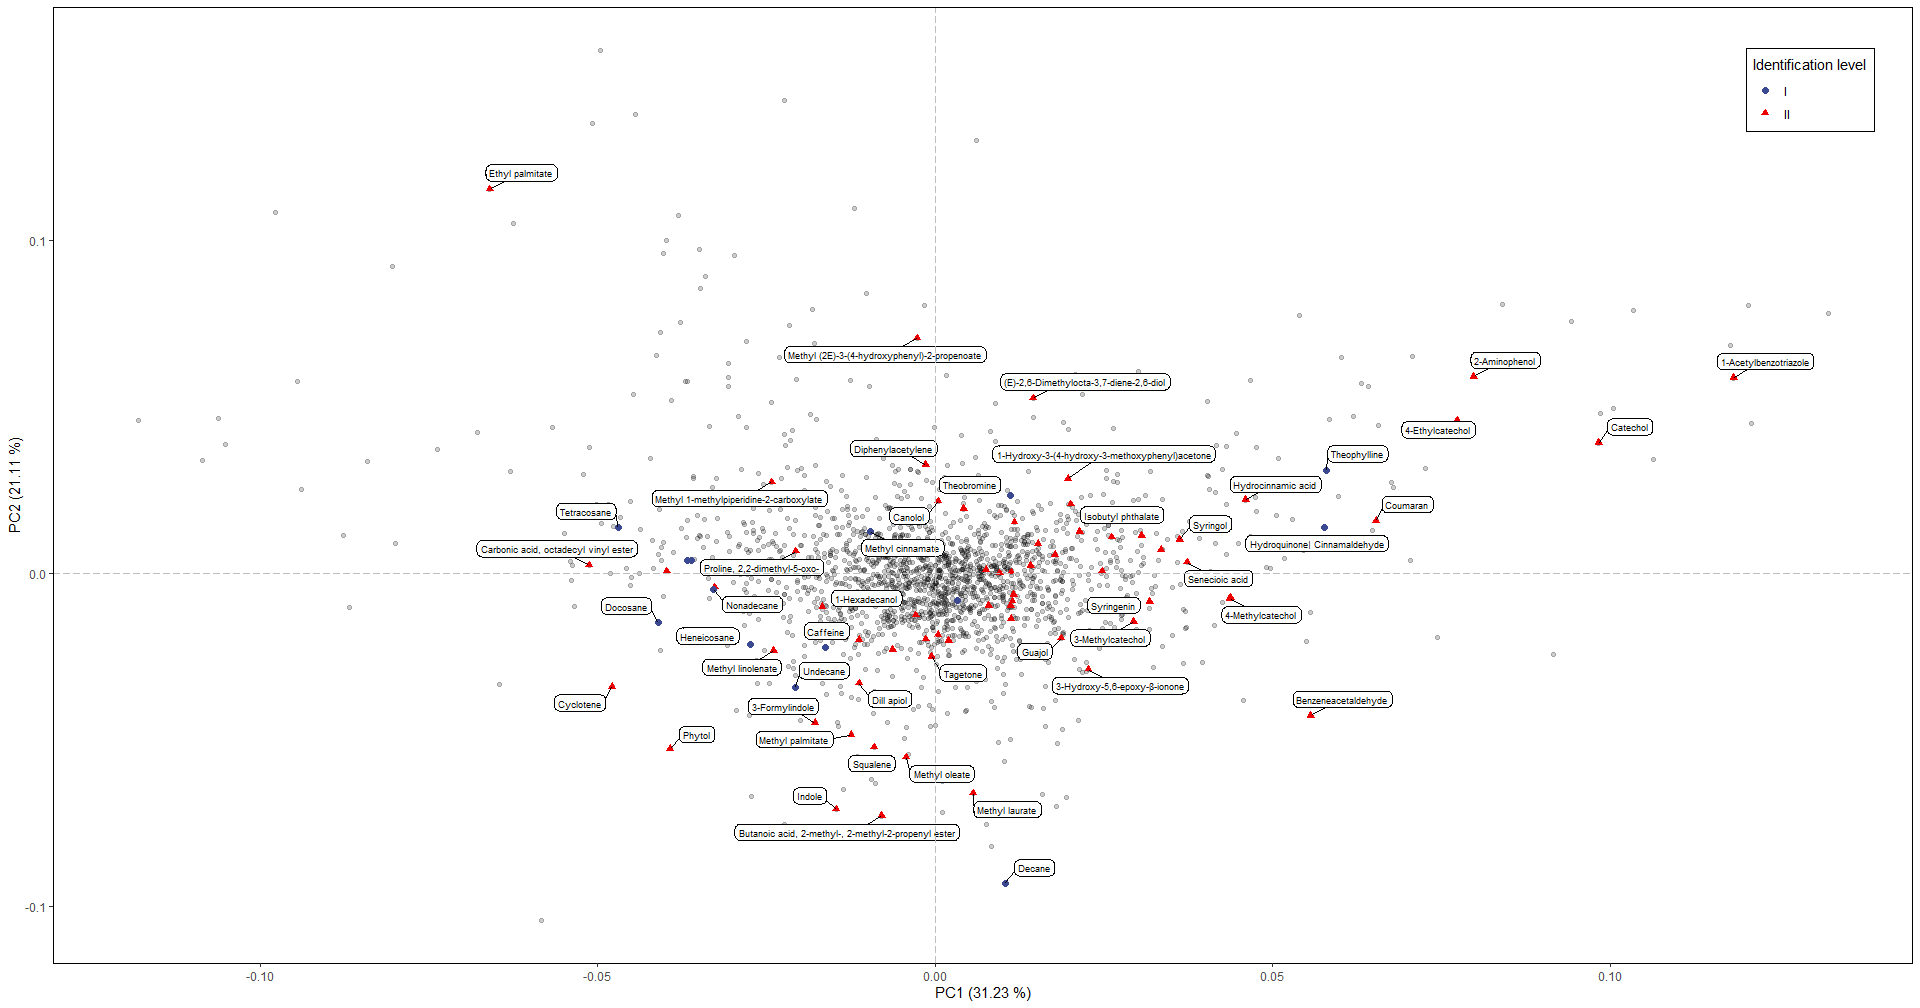 Identification level
I
II
Ethyl palmitate
0.1
Methyl (2E)-3-(4-hydroxyphenyl)-2-propenoate
2-Aminophenol
1-Acetylbenzotriazole
(E)-2,6-Dimethylocta-3,7-diene-2,6-diol
4-Ethylcatechol
Catechol
Diphenylacetylene
1-Hydroxy-3-(4-hydroxy-3-methoxyphenyl)acetone
Theophylline
Theobromine
Hydrocinnamic acid
Methyl 1-methylpiperidine-2-carboxylate
Coumaran
Tetracosane
Canolol
Isobutyl phthalate
Syringol
Carbonic acid, octadecyl vinyl ester
Methyl cinnamate
Hydroquinone| Cinnamaldehyde
PC2 (21.11 %)
Proline, 2,2-dimethyl-5-oxo-
0.0
Senecioic acid
1-Hexadecanol
Docosane
Nonadecane
Syringenin
4-Methylcatechol
Heneicosane
Caffeine
3-Methylcatechol
Guajol
Methyl linolenate
Undecane
Tagetone
3-Hydroxy-5,6-epoxy-β-ionone
Cyclotene
3-Formylindole
Dill apiol
Benzeneacetaldehyde
Phytol
Methyl palmitate
Squalene
Methyl oleate
Indole
Methyl laurate
Butanoic acid, 2-methyl-, 2-methyl-2-propenyl ester
Decane
-0.1
-0.10
-0.05
0.00
0.05
0.10
PC1 (31.23 %)